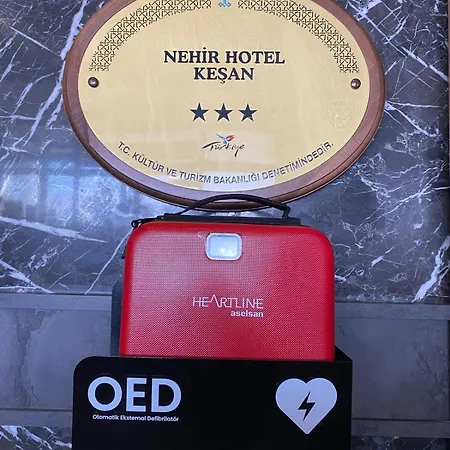 NEHİR HOTEL
KEŞAN
Türkiye
T.C. KÜLTÜR VE TURİZM BAKANLIĞI DENETİMİNDEDİR.
HEARTLINE
aselsan
OED
Otomatik Eksternal Defibrilatör